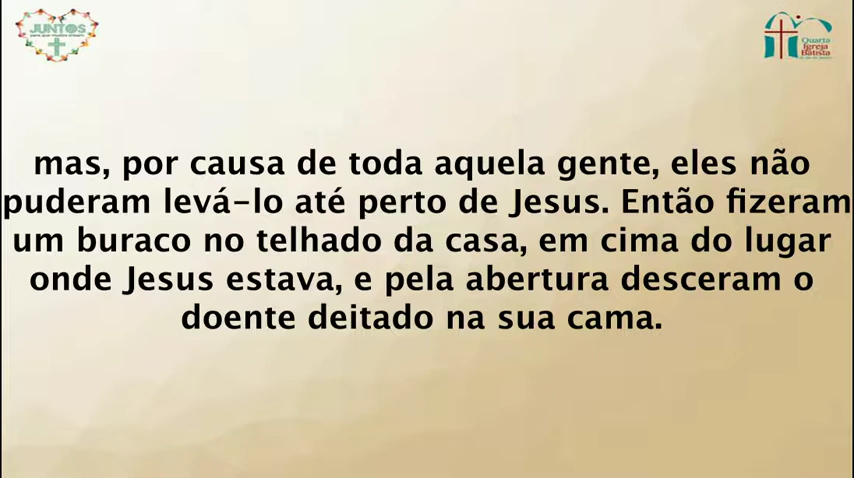 JUNTOS
Quarta
Igreja
Batista
mas, por causa de toda aquela gente, eles não
puderam levá-lo até perto de Jesus. Então fizeram
um buraco no telhado da casa, em cima do lugar
onde Jesus estava, e pela abertura desceram o
doente deitado na sua cama.